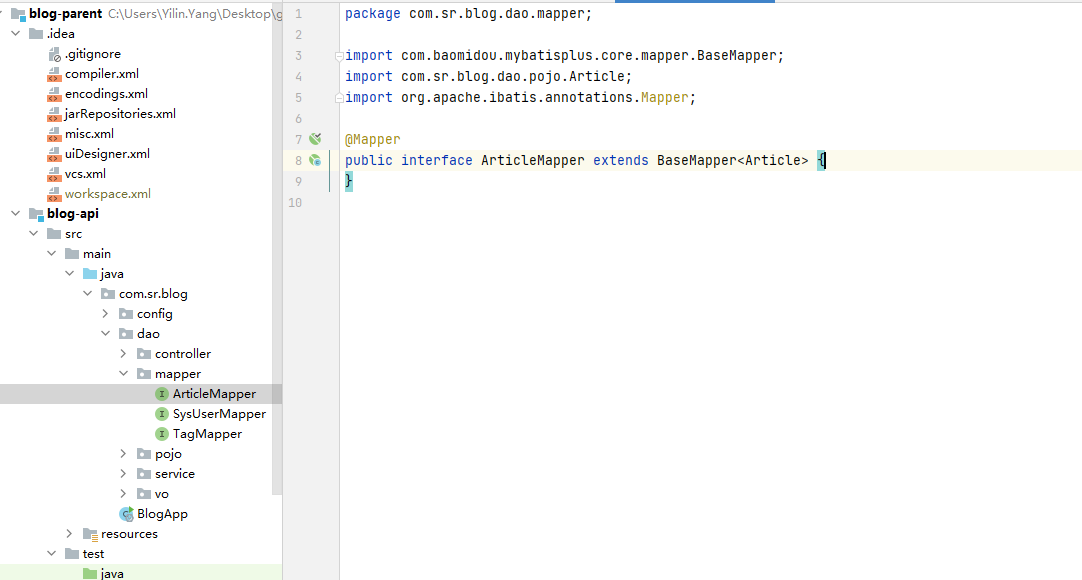 blog-parent C:\Users\Yilin.Yang\Desktop\g
.idea
.gitignore
compiler.xml
encodings.xml
jarRepositories.xml
misc.xml
uiDesigner.xml
vcs.xml
workspace.xml
blog-api
src
main
java
com.sr.blog
config
dao
controller
mapper
ArticleMapper
SysUserMapper
TagMapper
pojo
service
vo
BlogApp
resources
test
java
1 package com.sr.blog.dao.mapper;
2
3 import com.baomidou.mybatisplus.core.mapper.BaseMapper;
4 import com.sr.blog.dao.pojo.Article;
5 import org.apache.ibatis.annotations.Mapper;
6
7 @Mapper
8 public interface ArticleMapper extends BaseMapper<Article> {
9 }
10